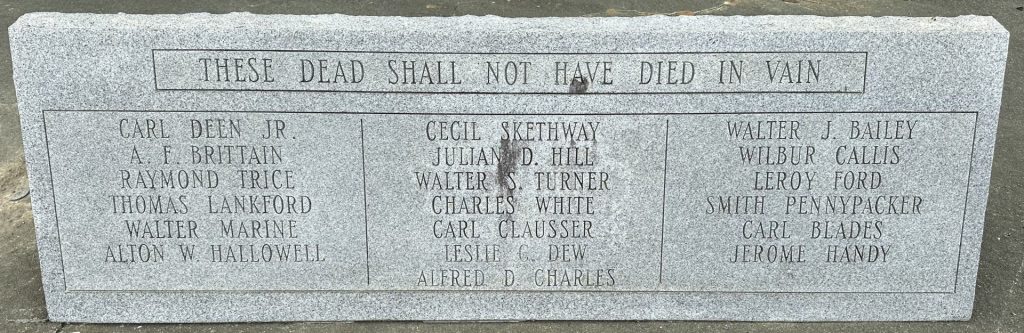 THESE DEAD SHALL NOT HAVE DIED IN VAIN
CARL DEEN JR
A. F. BRITTAIN
RAYMOND TRICE
THOMAS LANKFORD
WALTER MARINE
ALTON W. HALLOWELL
CECIL SKETHWAY
JULIAN D. HILL
WALTER S. TURNER
CHARLES WHITE
CARL CLAUSSER
LESLIE C. DEW
ALFRED D. CHARLES
WALTER J. BAILEY
WILBUR CALLIS
LEROY FORD
SMITH PENNYPACKER
CARL BLADES
JEROME HANDY